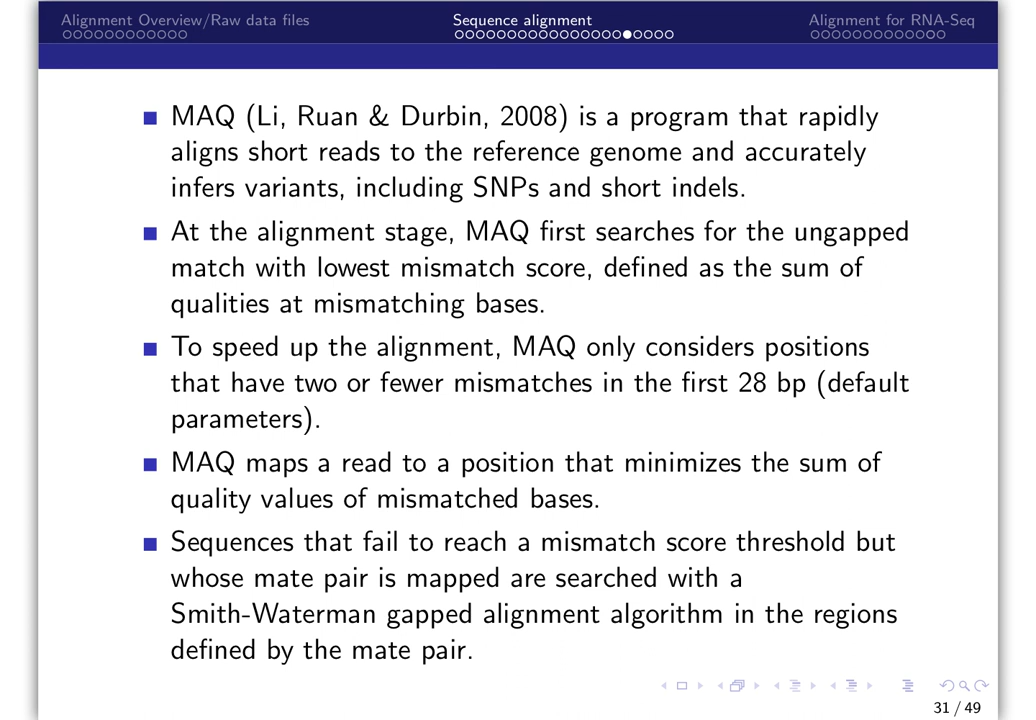 Alignment Overview/Raw data files
Sequence alignment
Alignment for RNA-Seq
MAQ (Li, Ruan & Durbin, 2008) is a program that rapidly
aligns short reads to the reference genome and accurately
infers variants, including SNPs and short indels.
At the alignment stage, MAQ first searches for the ungapped
match with lowest mismatch score, defined as the sum of
qualities at mismatching bases.
To speed up the alignment, MAQ only considers positions
that have two or fewer mismatches in the first 28 bp (default
parameters).
MAQ maps a read to a position that minimizes the sum of
quality values of mismatched bases.
Sequences that fail to reach a mismatch score threshold but
whose mate pair is mapped are searched with a
Smith-Waterman gapped alignment algorithm in the regions
defined by the mate pair.
31 / 49